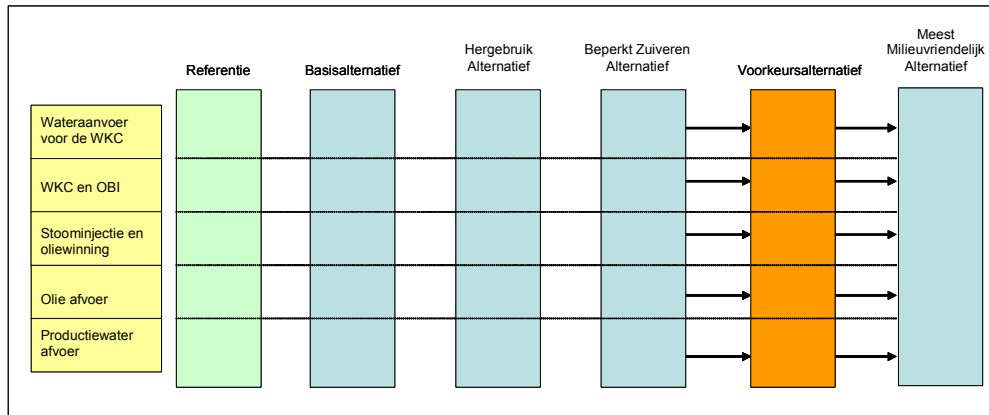 Referentie
Basisalternatief
Hergebruik
Alternatief
Beperkt Zuiveren
Alternatief
Voorkeursalternatief
Meest
Milieuvriendelijk
Alternatief
Wateraanvoer
voor de WKC
WKC en OBI
Stoominjectie en
oliewinning
Olie afvoer
Productiewater
afvoer